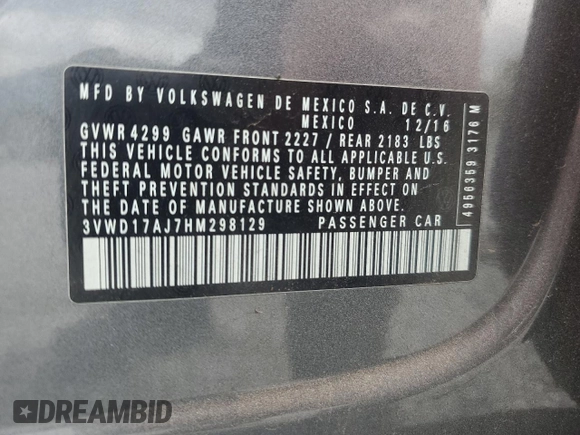 MFD BY VOLKSWAGEN DE MEXICO S.A. DE C.V.
MEXICO 12/16
GVWR 4299 GAWR FRONT 2227 / REAR 2183 LBS
THIS VEHICLE CONFORMS TO ALL APPLICABLE U.S.
FEDERAL MOTOR VEHICLE SAFETY, BUMPER AND
THEFT PREVENTION STANDARDS IN EFFECT ON
THE DATE OF MANUFACTURE SHOWN ABOVE.
3VWD17AJ7HM298129 PASSENGER CAR
4956359 3176 M
DREAMBID